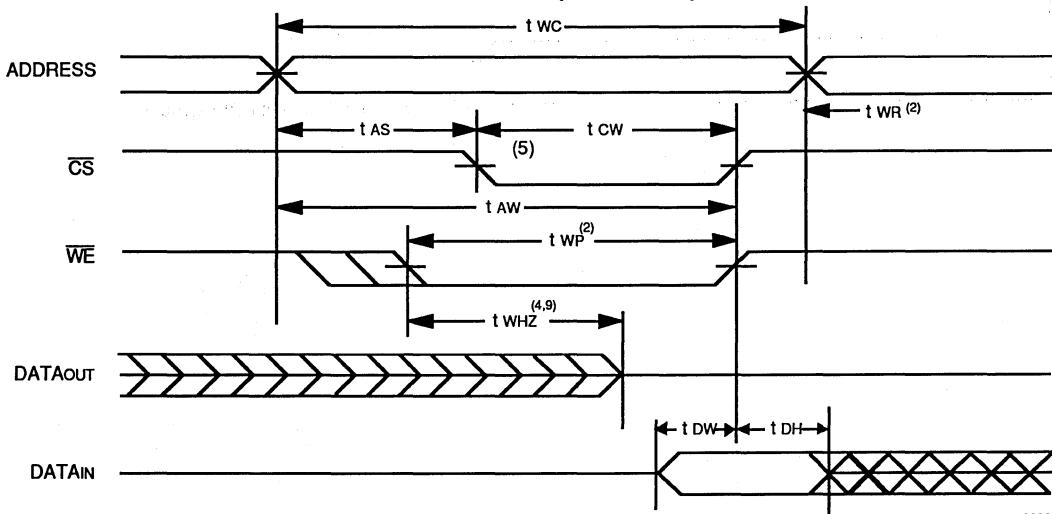 t WC
ADDRESS
t WR (2)
t AS
t CW
(5)
CS
t AW
t WP (2)
WE
t WHZ (4,9)
DATAOUT
t DW
t DH
DATAIN